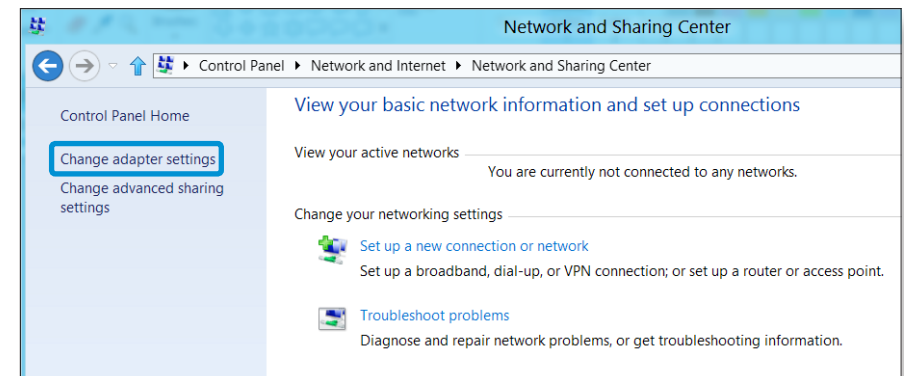 Network and Sharing Center
Control Panel ▸ Network and Internet ▸ Network and Sharing Center
Control Panel Home
Change adapter settings
Change advanced sharing
settings
View your basic network information and set up connections
View your active networks
You are currently not connected to any networks.
Change your networking settings
Set up a new connection or network
Set up a broadband, dial-up, or VPN connection; or set up a router or access point.
Troubleshoot problems
Diagnose and repair network problems, or get troubleshooting information.